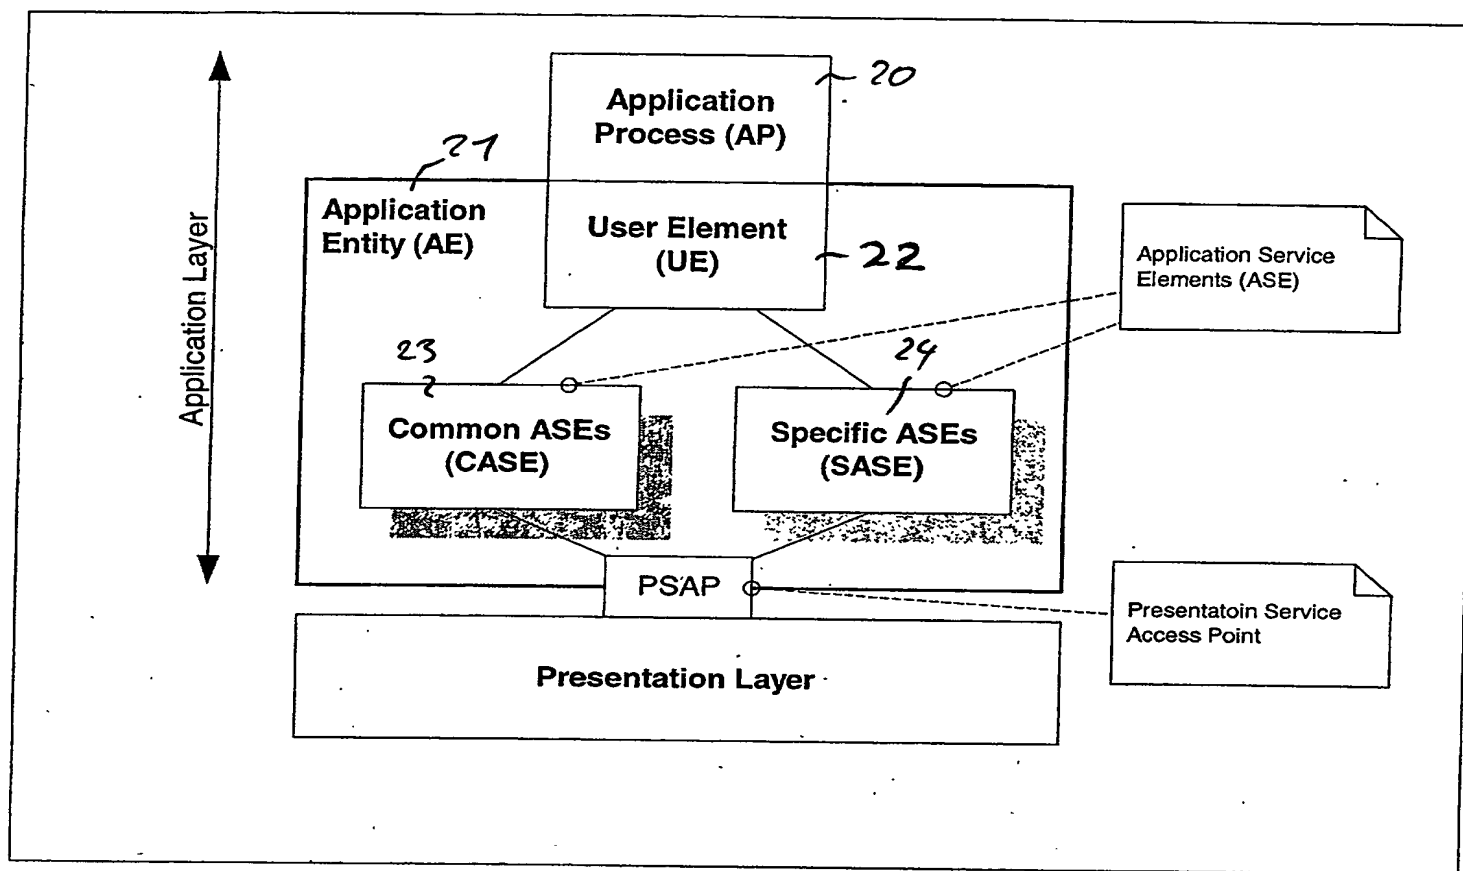 20
Application
Process (AP)
21
Application
Entity (AE)
User Element
(UE)
22
Application Layer
Application Service
Elements (ASE)
23
24
Common ASEs
(CASE)
Specific ASEs
(SASE)
PSAP
Presentatoin Service
Access Point
Presentation Layer